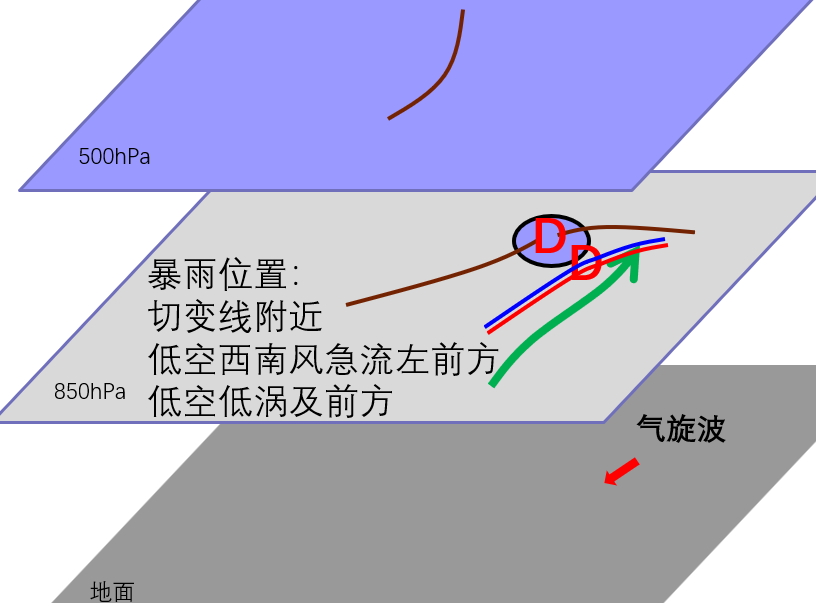 500hPa
D
D
暴雨位置：
切变线附近
低空西南风急流左前方
低空低涡及前方
850hPa
气旋波
地面